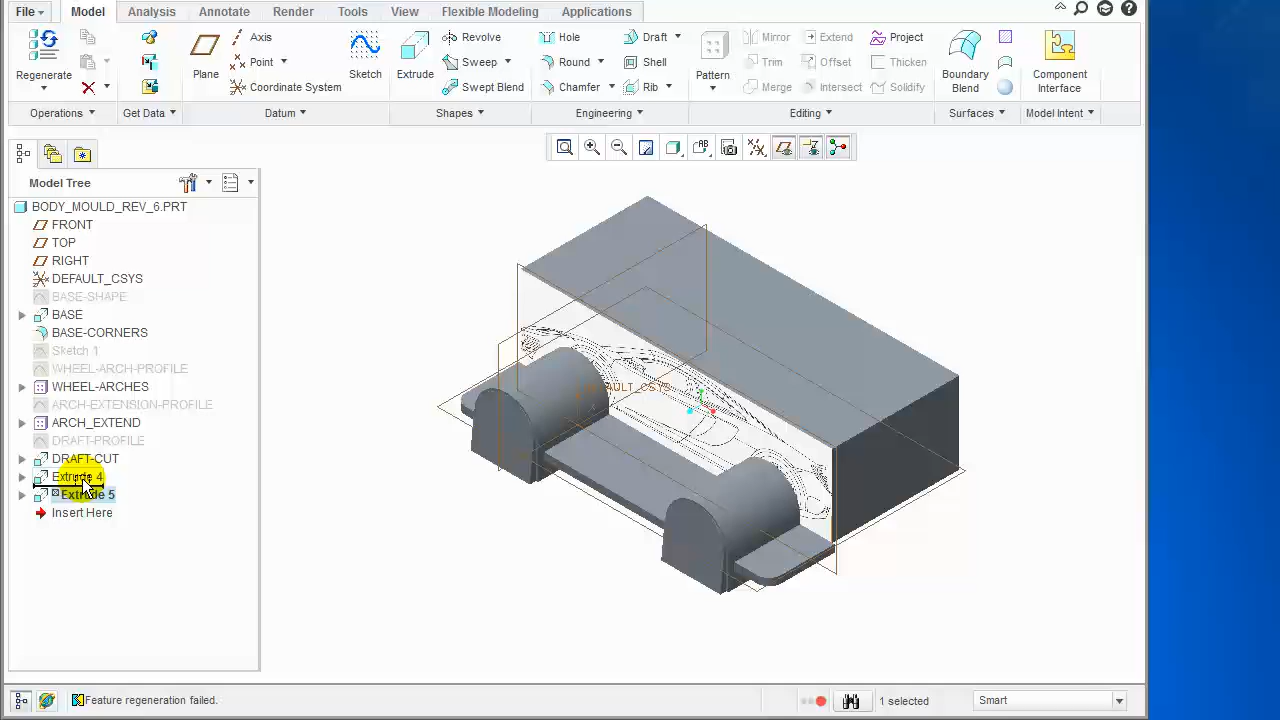 File Model Analysis Annotate Render Tools View Flexible Modeling Applications
Axis Revolve Hole Draft Mirror Extend Project
Point Sweep Round Shell Trim Offset Thicken
Regenerate Plane Sketch Extrude Pattern Boundary Blend Component Interface
Coordinate System Swept Blend Chamfer Rib Merge Intersect Solidify
Operations Get Data Datum Shapes Engineering Editing Surfaces Model Intent
Model Tree
BODY_MOULD_REV_6.PRT
FRONT
TOP
RIGHT
DEFAULT_CSYS
BASE-SHAPE
BASE
BASE-CORNERS
Sketch 1
WHEEL-ARCH-PROFILE
WHEEL-ARCHES
ARCH-EXTENSION-PROFILE
ARCH_EXTEND
DRAFT-PROFILE
DRAFT-CUT
Extrude 4
Extrude 5
Insert Here
Feature regeneration failed. 1 selected Smart